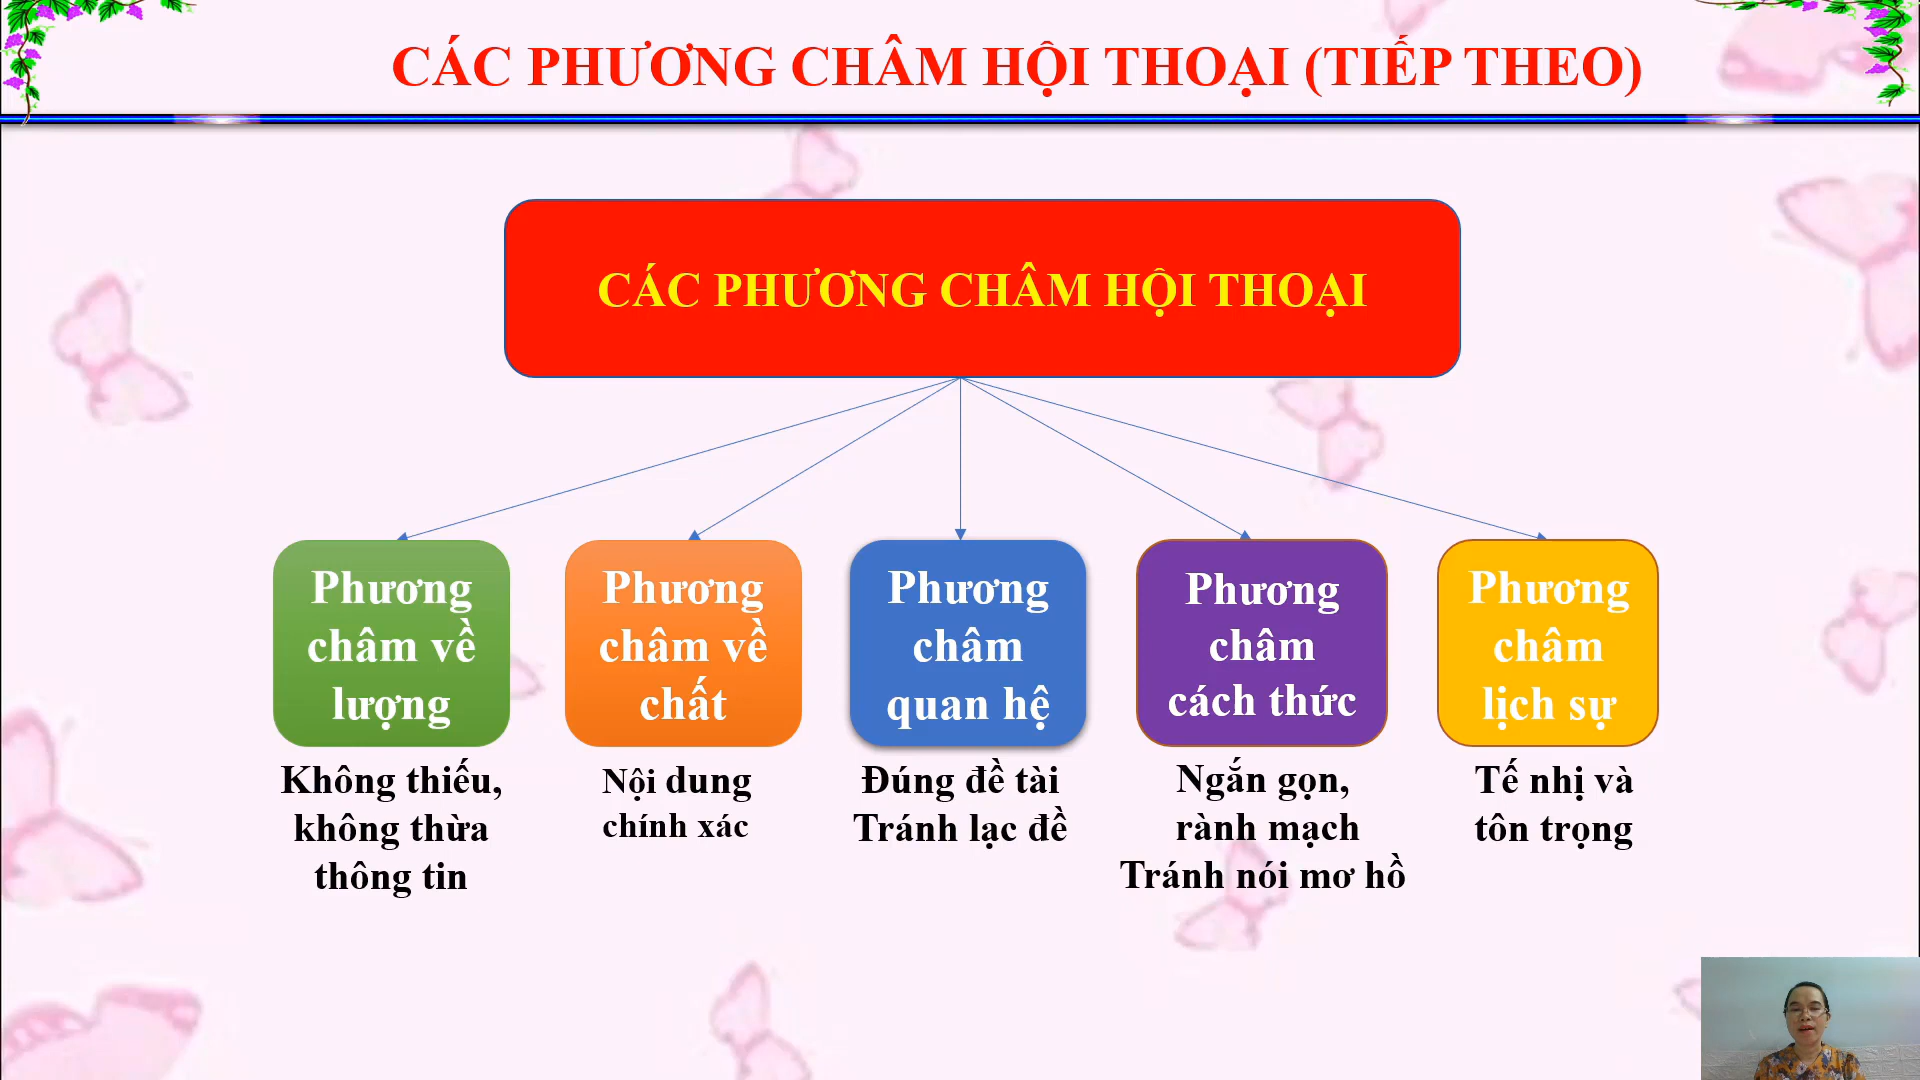 CÁC PHƯƠNG CHÂM HỘI THOẠI (TIẾP THEO)
CÁC PHƯƠNG CHÂM HỘI THOẠI
Phương
châm về
lượng
Không thiếu,
không thừa
thông tin
Phương
châm về
chất
Nội dung
chính xác
Phương
châm
quan hệ
Đúng đề tài
Tránh lạc đề
Phương
châm
cách thức
Ngắn gọn,
rành mạch
Tránh nói mơ hồ
Phương
châm
lịch sự
Tế nhị và
tôn trọng